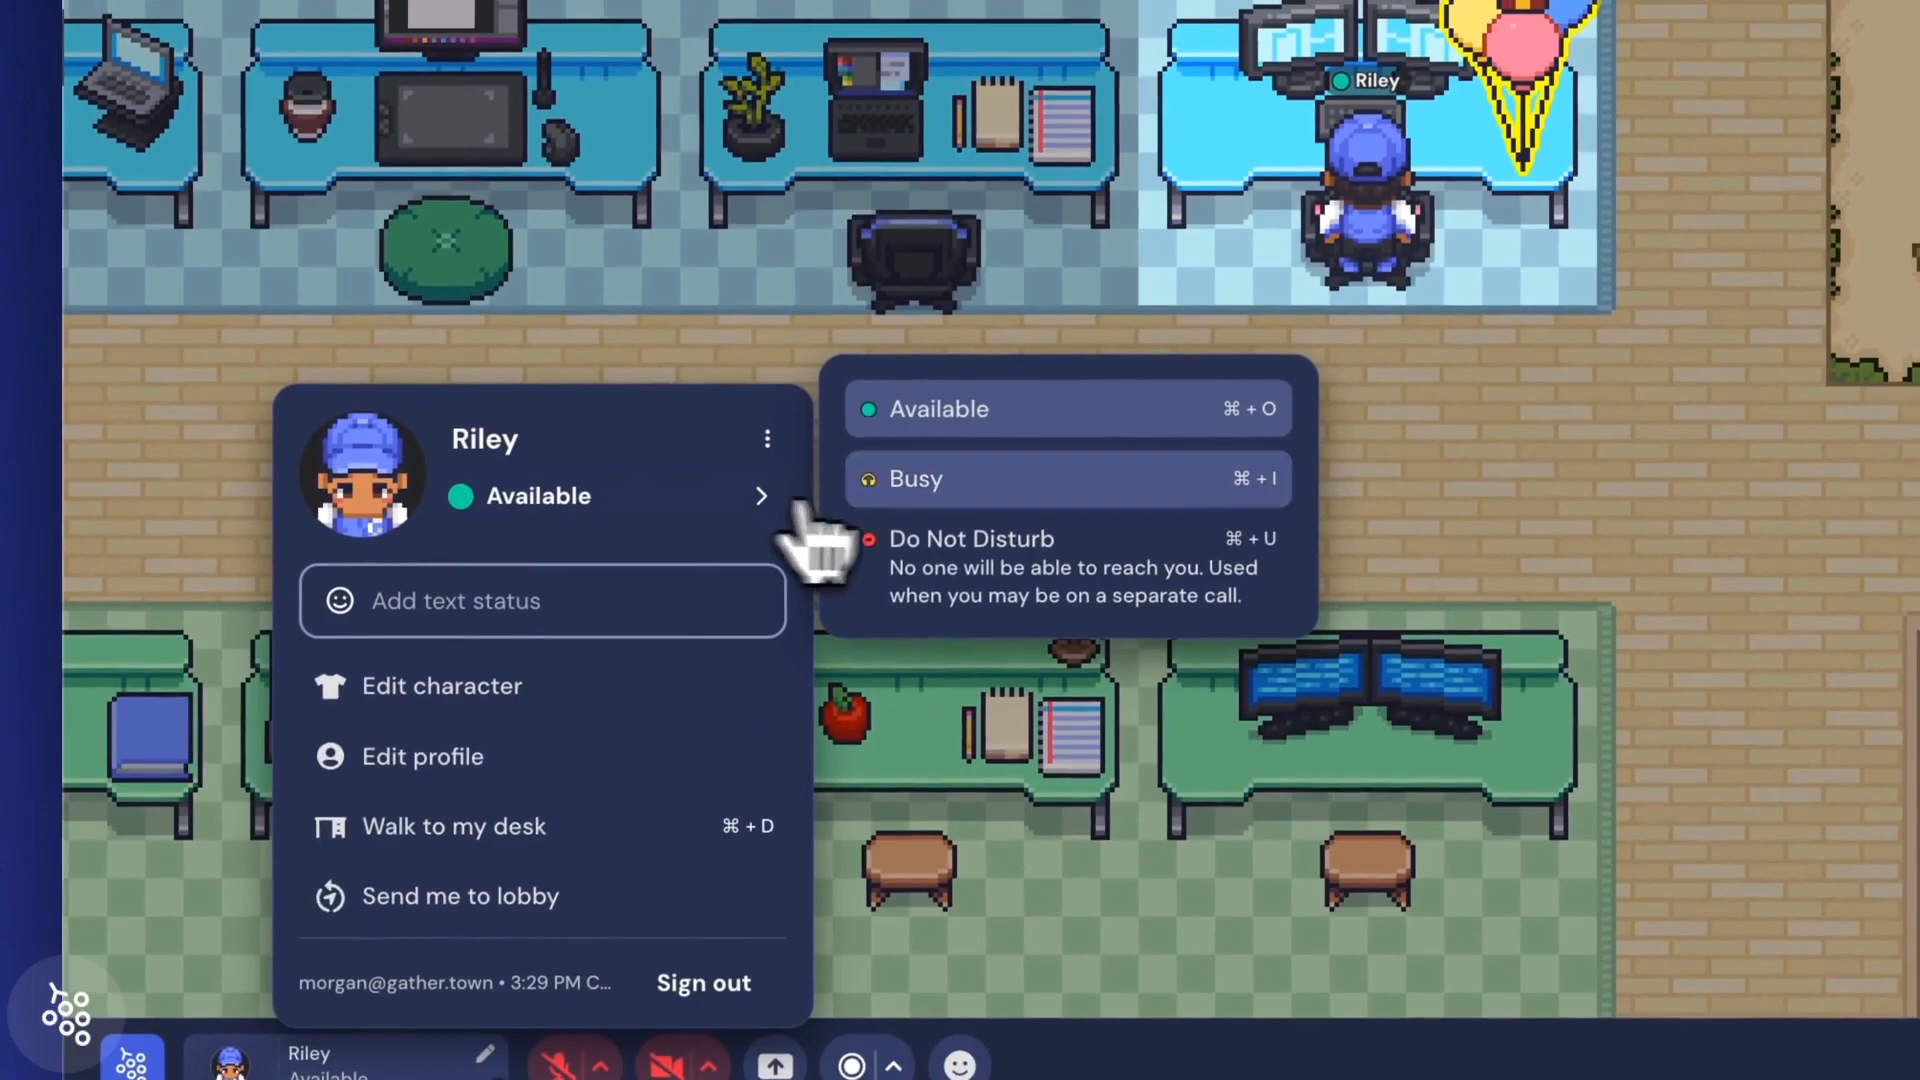 Riley
Available ⌘ + O
Busy ⌘ + I
Do Not Disturb ⌘ + U
No one will be able to reach you. Used
when you may be on a separate call.
Riley
Available
Add text status
Edit character
Edit profile
Walk to my desk ⌘ + D
Send me to lobby
morgan@gather.town • 3:29 PM C...
Sign out
Riley
Available